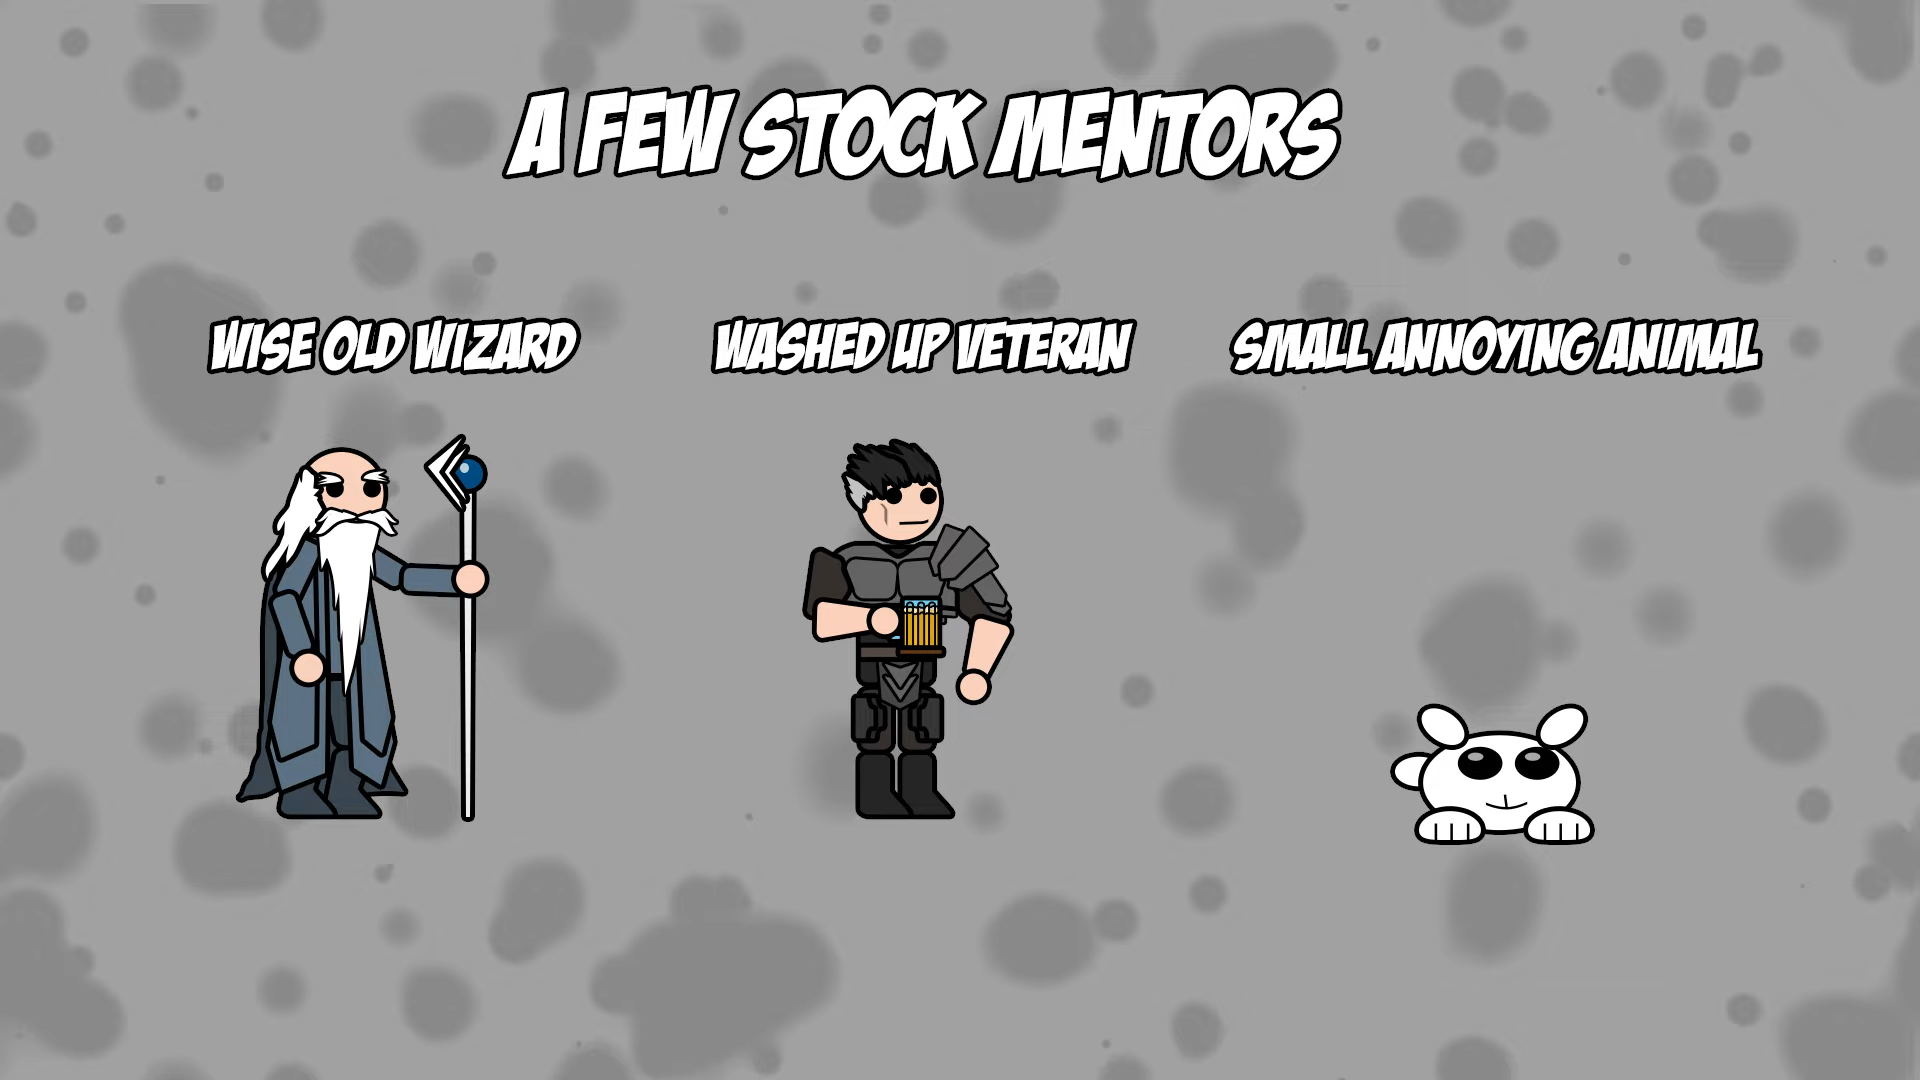 A FEW STOCK MENTORS
WISE OLD WIZARD
WASHED UP VETERAN
SMALL ANNOYING ANIMAL